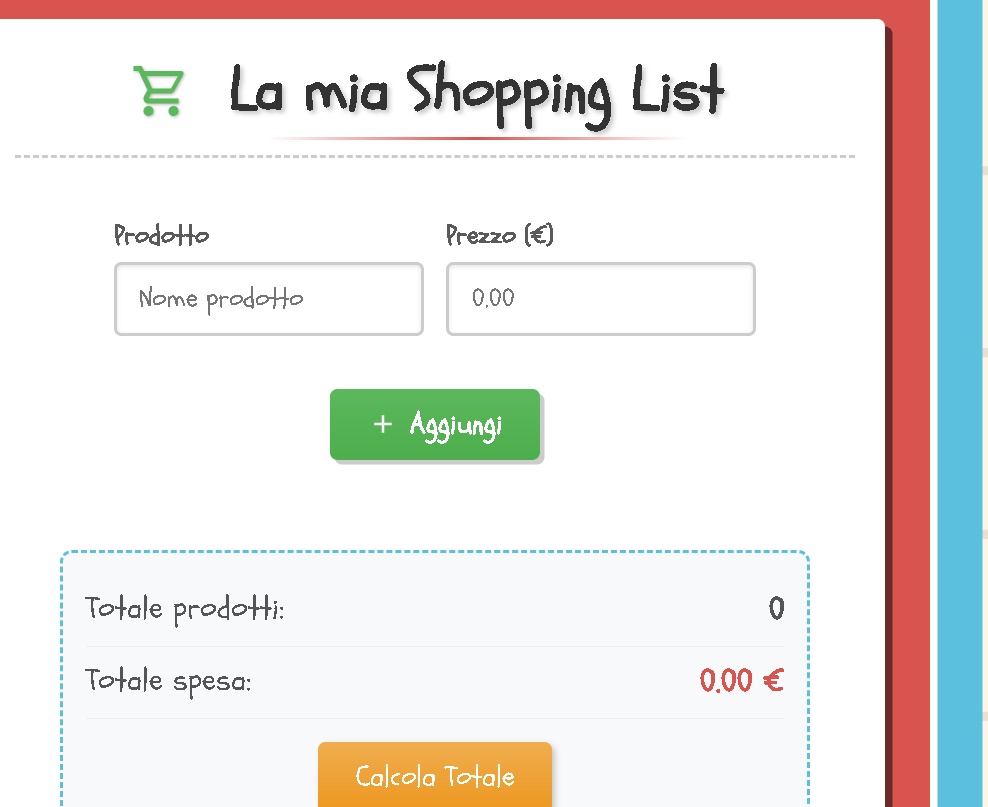 La mia Shopping List
Prodotto
Prezzo (€)
Nome prodotto
0.00
+ Aggiungi
Totale prodotti: 0
Totale spesa: 0.00 €
Calcola Totale